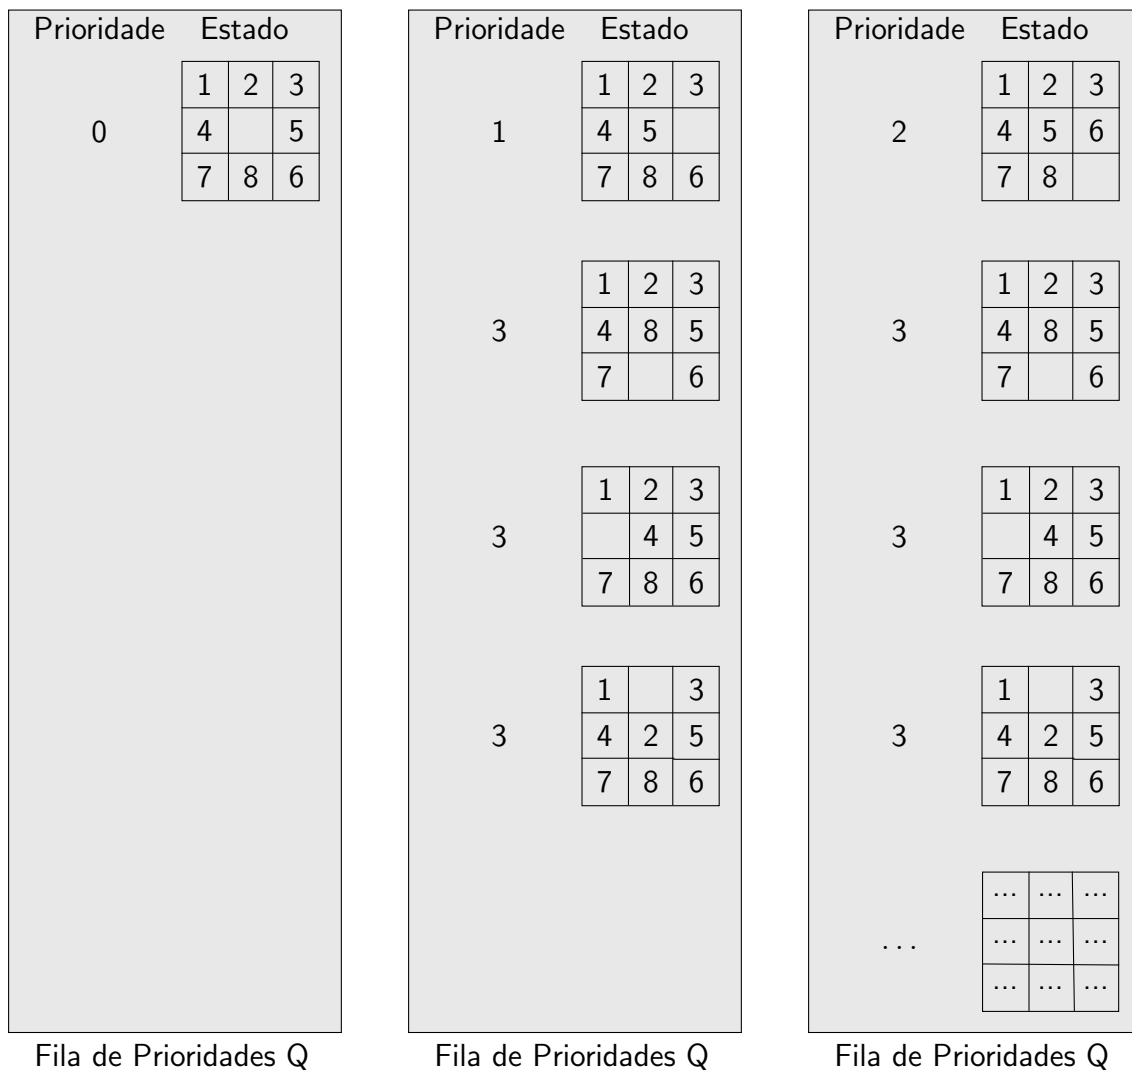 Prioridade Estado
1 2 3
0 4 5
7 8 6
Fila de Prioridades Q
Prioridade Estado
1 2 3
1 4 5
7 8 6
1 2 3
3 4 8 5
7 6
1 2 3
3 4 5
7 8 6
1 3
3 4 2 5
7 8 6
Fila de Prioridades Q
Prioridade Estado
1 2 3
2 4 5 6
7 8
1 2 3
3 4 8 5
7 6
1 2 3
3 4 5
7 8 6
1 3
3 4 2 5
7 8 6
... ... ...
... ... ... ...
... ... ...
Fila de Prioridades Q